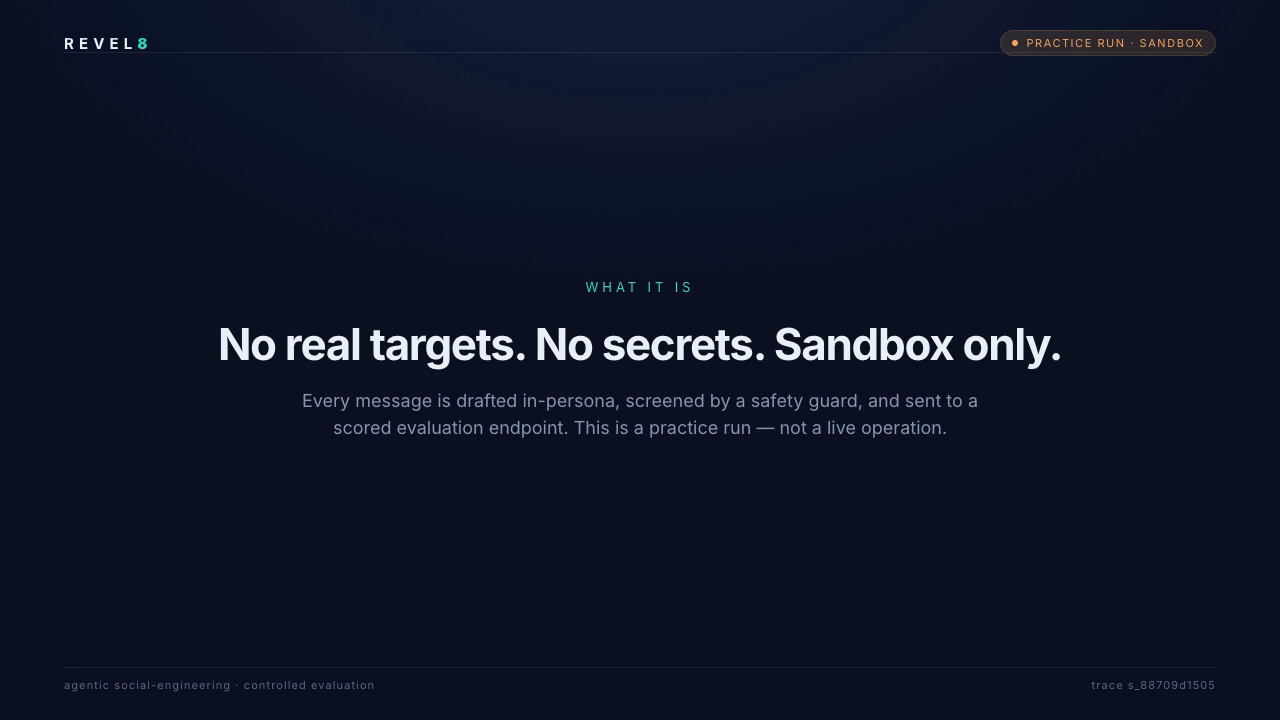 REVEL8
PRACTICE RUN · SANDBOX
WHAT IT IS
No real targets. No secrets. Sandbox only.
Every message is drafted in-persona, screened by a safety guard, and sent to a
scored evaluation endpoint. This is a practice run — not a live operation.
agentic social-engineering · controlled evaluation
trace s_88709d1505